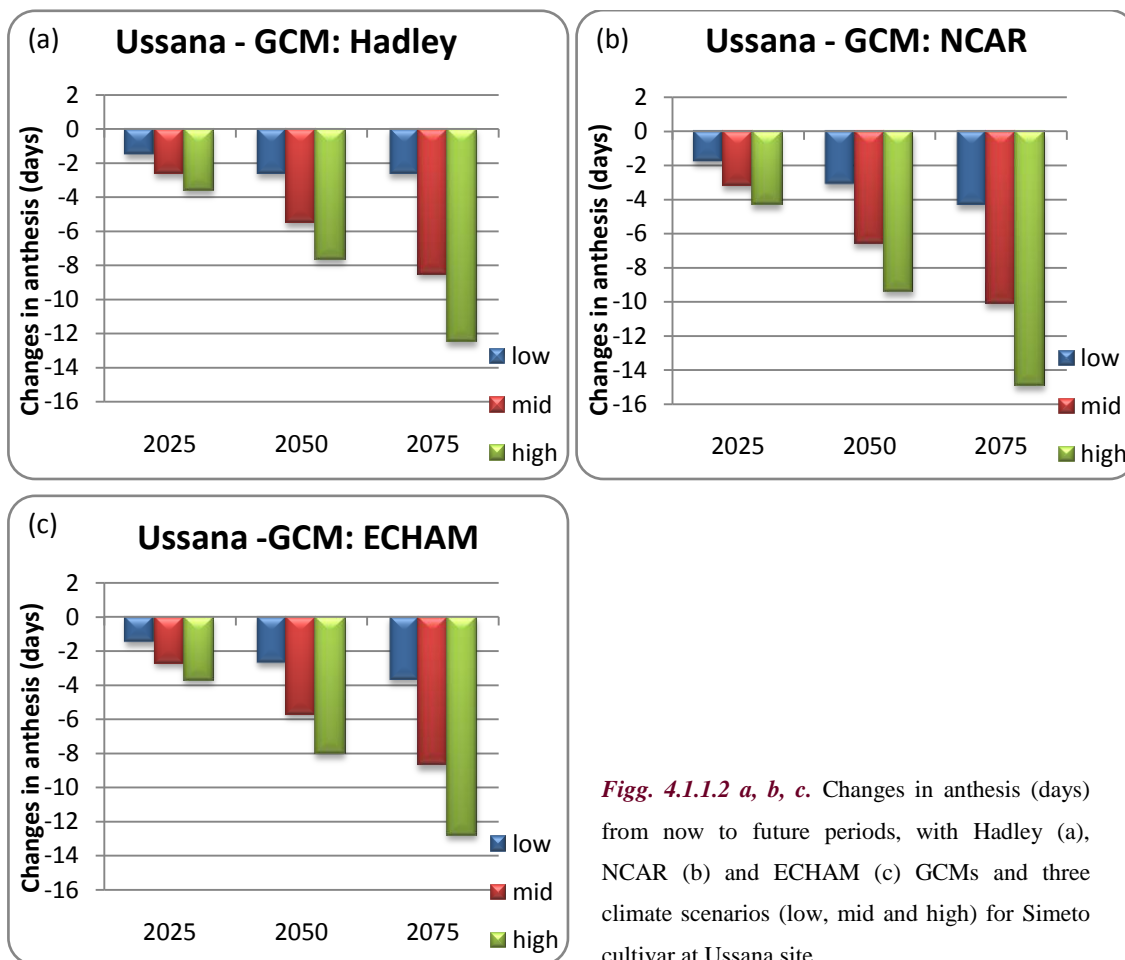 (a)
Ussana - GCM: Hadley
Changes in anthesis (days)
2
0
-2
-4
-6
-8
-10
-12
-14
-16
2025 2050 2075
low
mid
high
(b)
Ussana - GCM: NCAR
Changes in anthesis (days)
2
0
-2
-4
-6
-8
-10
-12
-14
-16
2025 2050 2075
low
mid
high
(c)
Ussana -GCM: ECHAM
Changes in anthesis (days)
2
0
-2
-4
-6
-8
-10
-12
-14
-16
2025 2050 2075
low
mid
high
Figg. 4.1.1.2 a, b, c. Changes in anthesis (days)
from now to future periods, with Hadley (a),
NCAR (b) and ECHAM (c) GCMs and three
climate scenarios (low, mid and high) for Simeto
cultivar at Ussana site